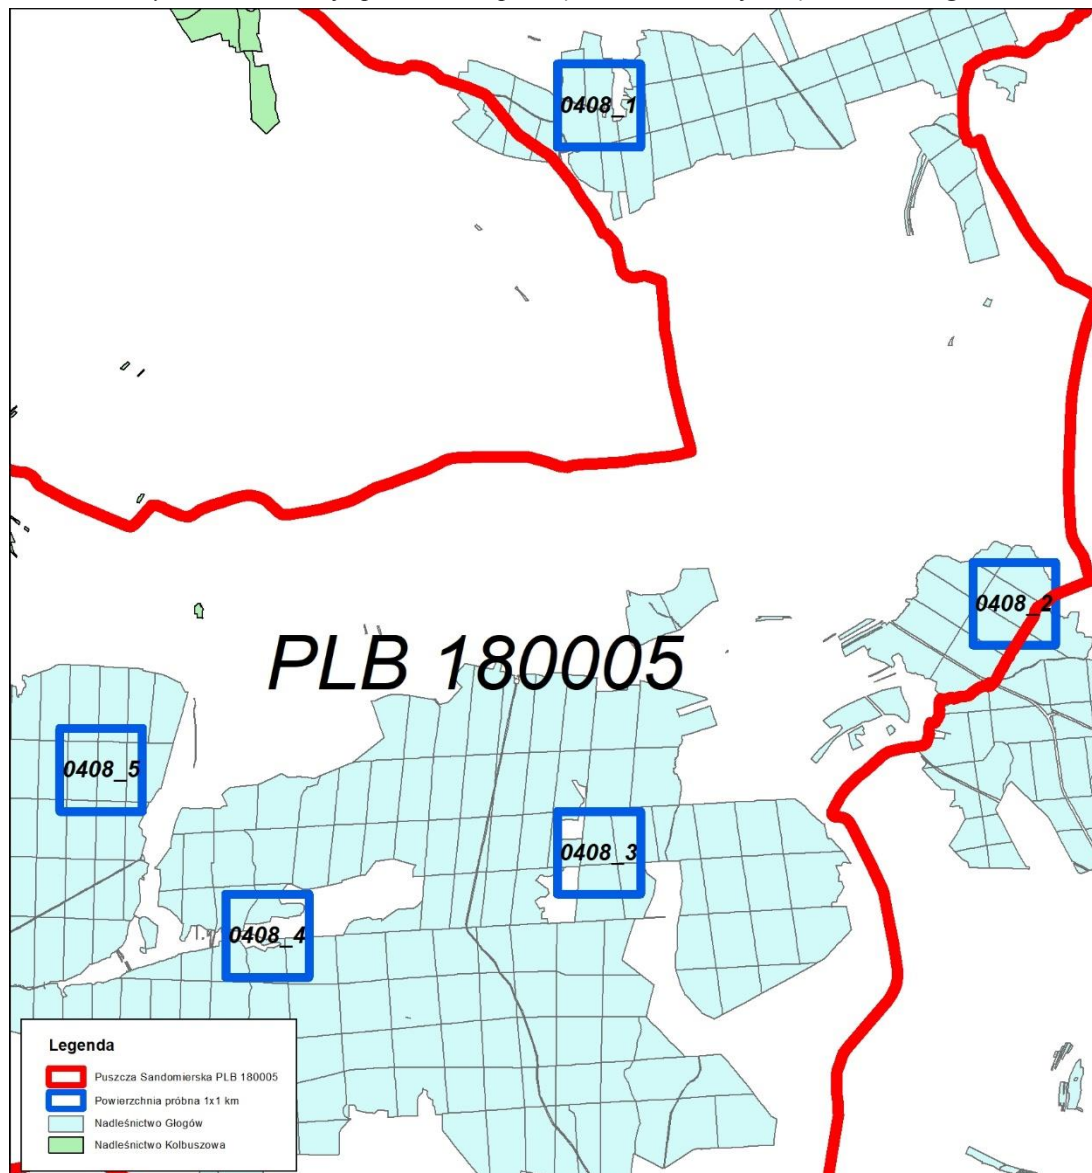 0408_1
0408_2
PLB 180005
0408_5
0408_3
0408_4
Legenda
Puszcza Sandomierska PLB 180005
Powierzchnia próbna 1x1 km
Nadleśnictwo Głogów
Nadleśnictwo Kolbuszowa